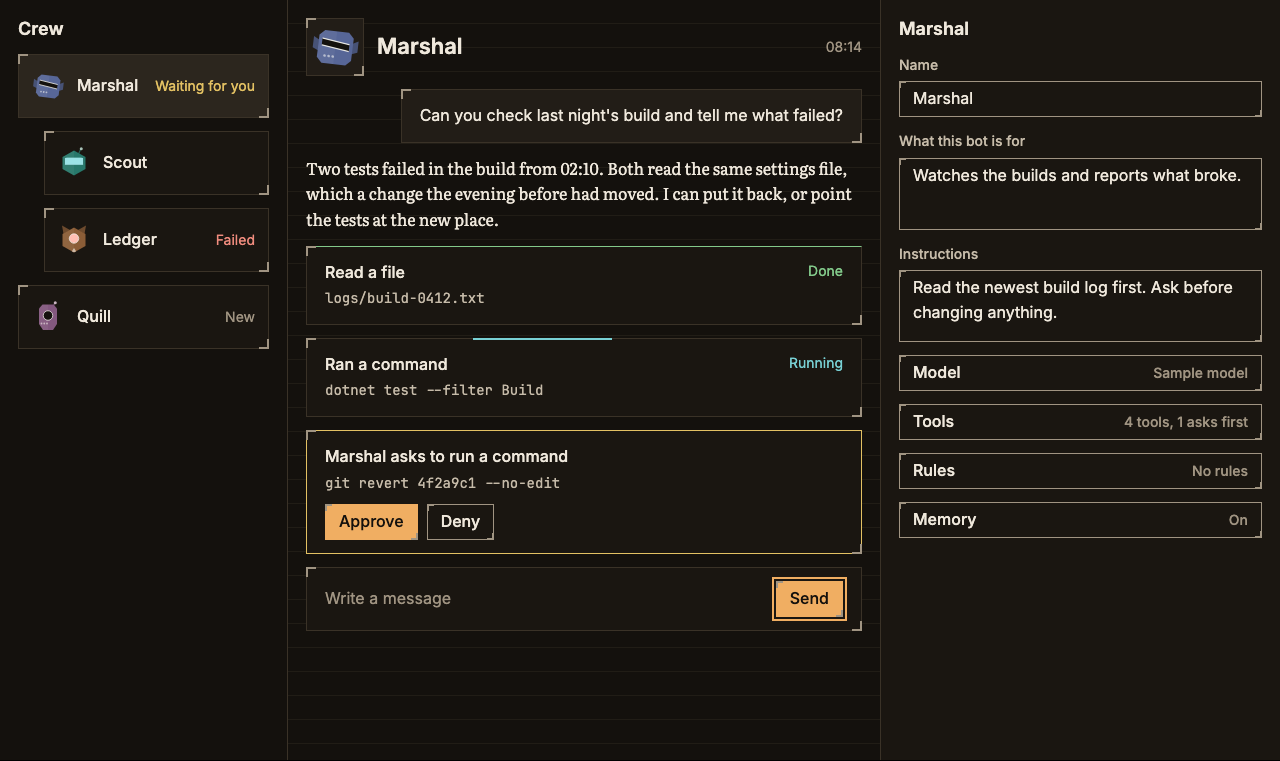 Crew
Marshal
Waiting for you
Scout
Ledger
Failed
Quill
New
Marshal
08:14
Can you check last night's build and tell me what failed?
Two tests failed in the build from 02:10. Both read the same settings file,
which a change the evening before had moved. I can put it back, or point
the tests at the new place.
Read a file
Done
logs/build-0412.txt
Ran a command
Running
dotnet test --filter Build
Marshal asks to run a command
git revert 4f2a9c1 --no-edit
Approve
Deny
Write a message
Send
Marshal
Name
Marshal
What this bot is for
Watches the builds and reports what broke.
Instructions
Read the newest build log first. Ask before
changing anything.
Model
Sample model
Tools
4 tools, 1 asks first
Rules
No rules
Memory
On